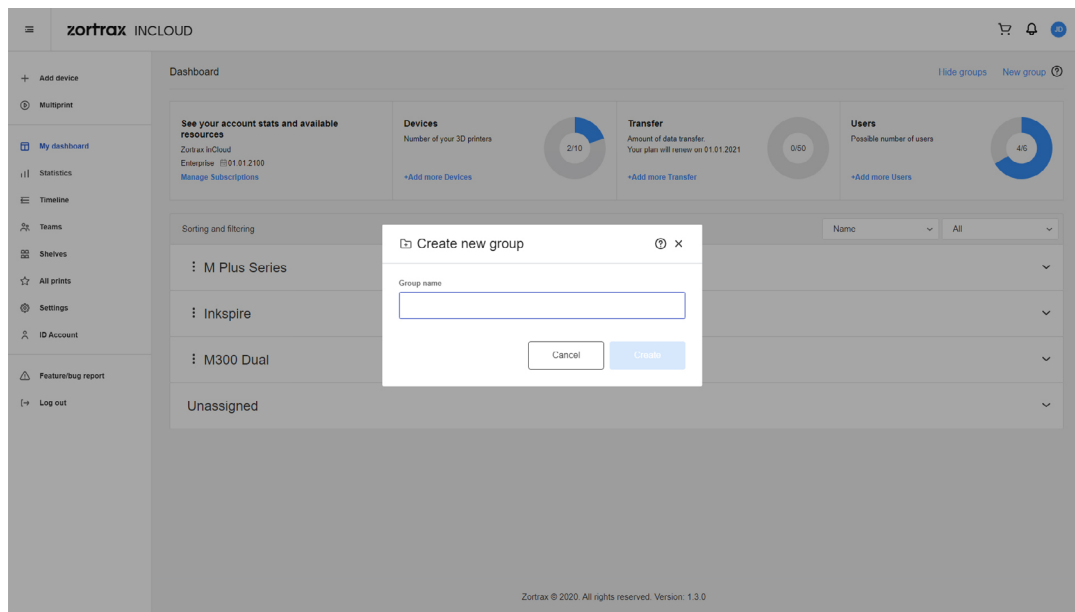 zortrax INCLOUD
JD
Add device
Multiprint
My dashboard
Statistics
Timeline
Teams
Shelves
All prints
Settings
ID Account
Feature/bug report
Log out
Dashboard
Hide groups
New group
See your account stats and available
resources
Zortrax inCloud
Enterprise 01.01.2100
Manage Subscriptions
Devices
Number of your 3D printers
+Add more Devices
2/10
Transfer
Amount of data transfer.
Your plan will renew on 01.01.2021
+Add more Transfer
0/50
Users
Possible number of users
+Add more Users
4/6
Sorting and filtering
Name
All
M Plus Series
Inkspire
M300 Dual
Unassigned
Create new group
Group name
Cancel
Create
Zortrax © 2020. All rights reserved. Version: 1.3.0